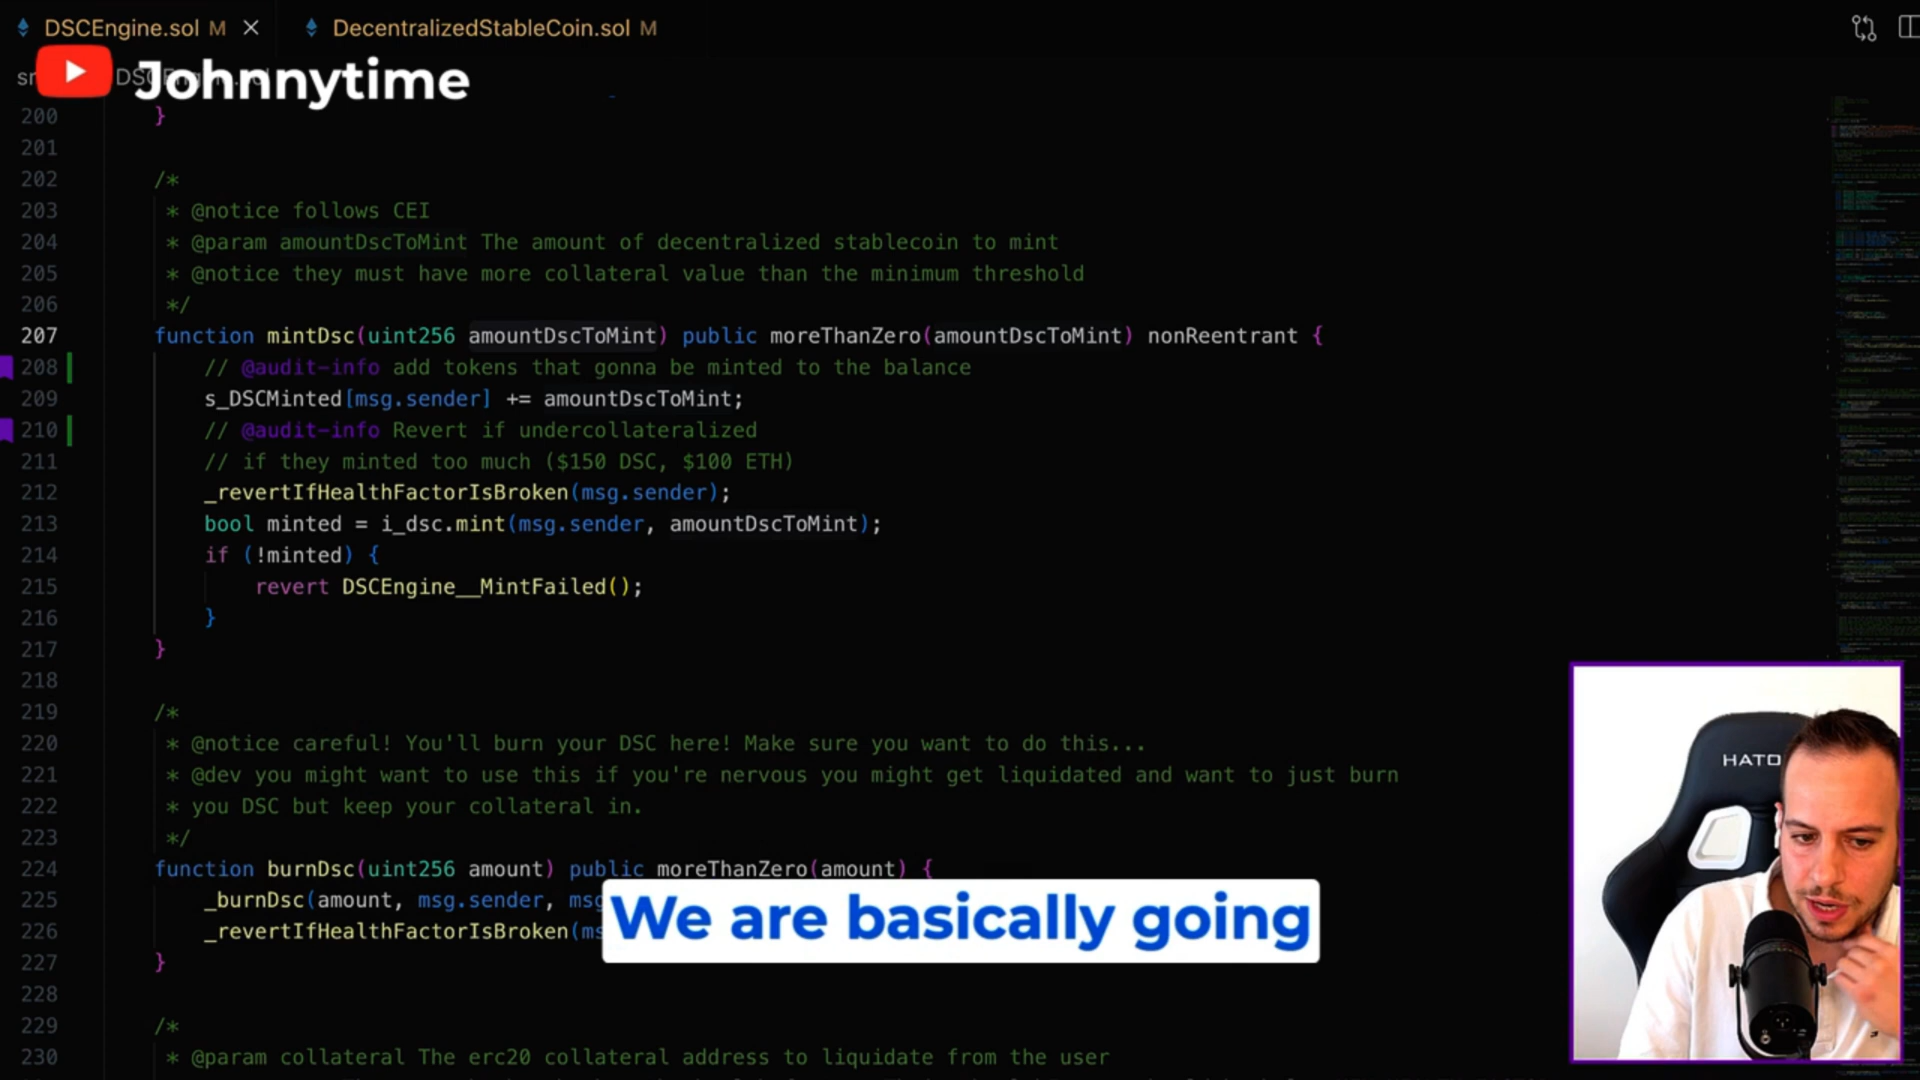 DSCEngine.sol M
DecentralizedStableCoin.sol M
Johnnytime
200 }
201
202 /*
203 * @notice follows CEI
204 * @param amountDscToMint The amount of decentralized stablecoin to mint
205 * @notice they must have more collateral value than the minimum threshold
206 */
207 function mintDsc(uint256 amountDscToMint) public moreThanZero(amountDscToMint) nonReentrant {
208 // @audit-info add tokens that gonna be minted to the balance
209 s_DSCMinted[msg.sender] += amountDscToMint;
210 // @audit-info Revert if undercollateralized
211 // if they minted too much ($150 DSC, $100 ETH)
212 _revertIfHealthFactorIsBroken(msg.sender);
213 bool minted = i_dsc.mint(msg.sender, amountDscToMint);
214 if (!minted) {
215 revert DSCEngine__MintFailed();
216 }
217 }
218
219 /*
220 * @notice careful! You'll burn your DSC here! Make sure you want to do this...
221 * @dev you might want to use this if you're nervous you might get liquidated and want to just burn
222 * you DSC but keep your collateral in.
223 */
224 function burnDsc(uint256 amount) public moreThanZero(amount) {
225 _burnDsc(amount, msg.sender,
226 _revertIfHealthFactorIsBroken(
We are basically going
227 }
228
229 /*
230 * @param collateral The erc20 collateral address to liquidate from the user
HATO